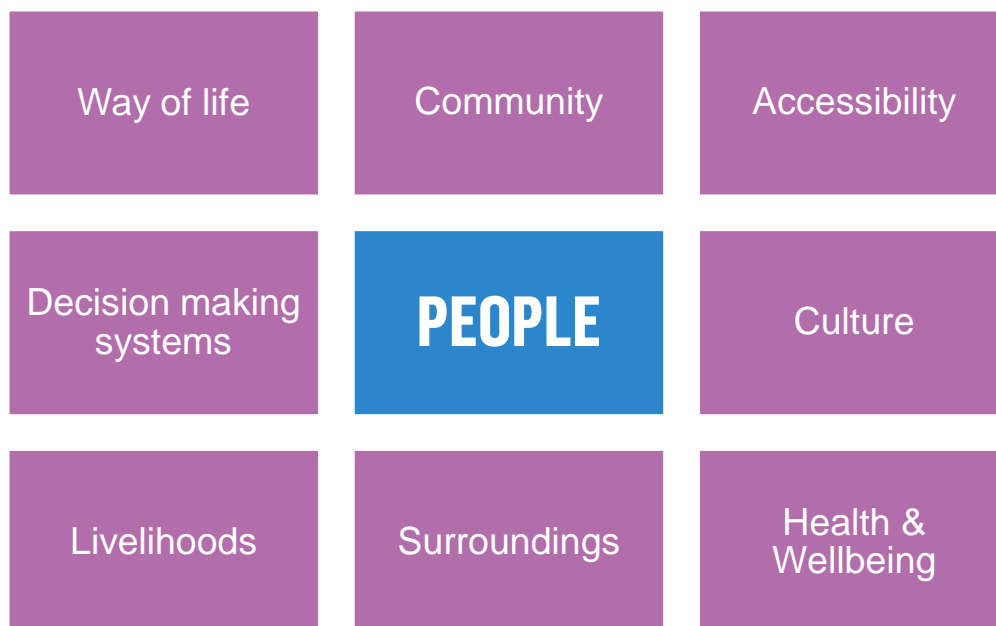 Way of life
Community
Accessibility
Decision making
systems
PEOPLE
Culture
Livelihoods
Surroundings
Health &
Wellbeing